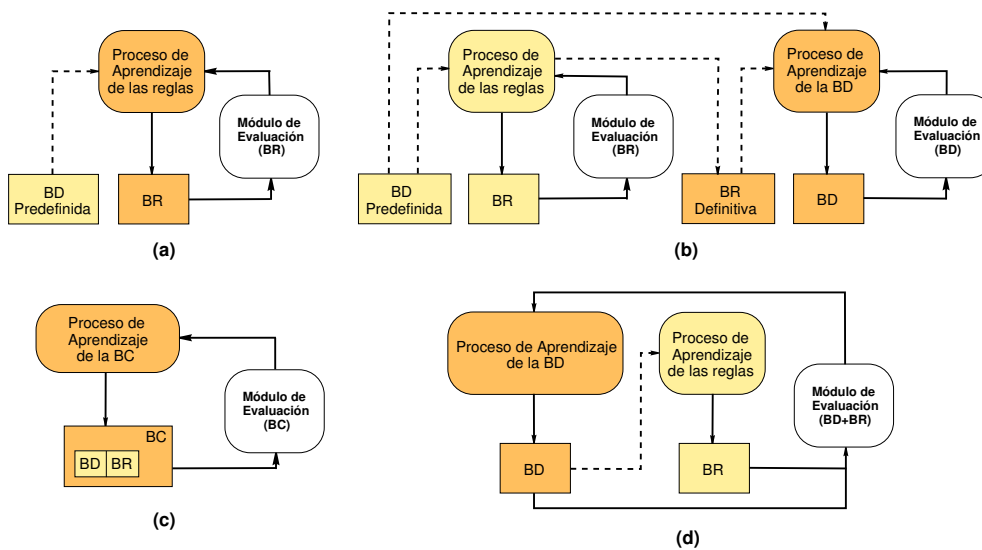 Proceso de
Aprendizaje
de las reglas
Módulo de
Evaluación
(BR)
BD
Predefinida
BR
(a)
Proceso de
Aprendizaje
de las reglas
Módulo de
Evaluación
(BR)
BD
Predefinida
BR
Proceso de
Aprendizaje
de la BD
Módulo de
Evaluación
(BD)
BR
Definitiva
BD
(b)
Proceso de
Aprendizaje
de la BC
Módulo de
Evaluación
(BC)
BC
BD BR
(c)
Proceso de Aprendizaje
de la BD
Proceso de
Aprendizaje
de las reglas
Módulo de
Evaluación
(BD+BR)
BD
BR
(d)